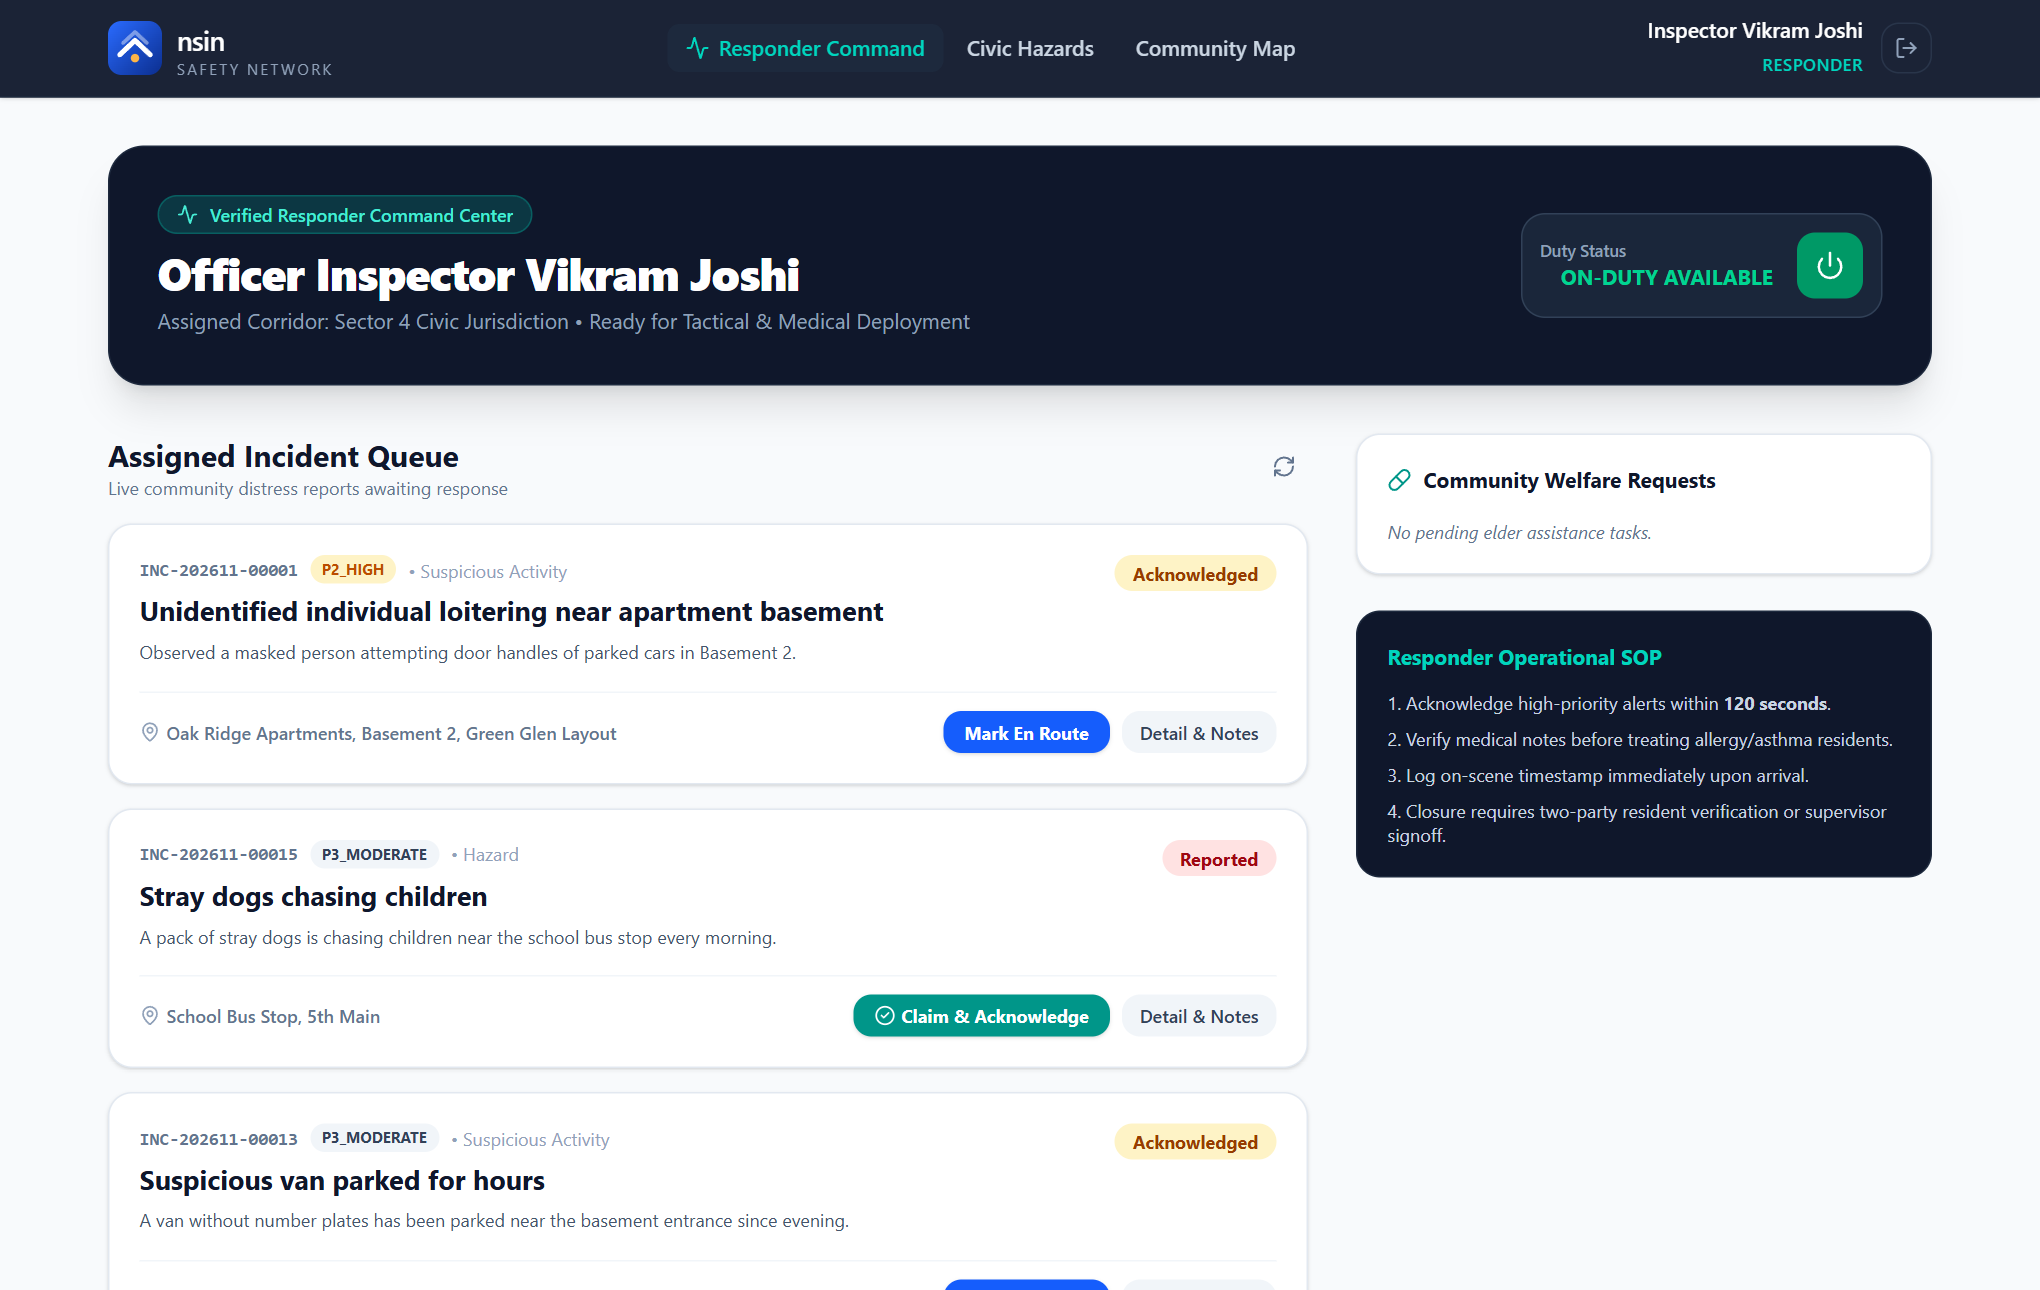 nsin
SAFETY NETWORK
Responder Command
Civic Hazards
Community Map
Inspector Vikram Joshi
RESPONDER
Verified Responder Command Center
Officer Inspector Vikram Joshi
Assigned Corridor: Sector 4 Civic Jurisdiction • Ready for Tactical & Medical Deployment
Duty Status
ON-DUTY AVAILABLE
Assigned Incident Queue
Live community distress reports awaiting response
INC-202611-00001 P2_HIGH • Suspicious Activity
Acknowledged
Unidentified individual loitering near apartment basement
Observed a masked person attempting door handles of parked cars in Basement 2.
Oak Ridge Apartments, Basement 2, Green Glen Layout
Mark En Route
Detail & Notes
INC-202611-00015 P3_MODERATE • Hazard
Reported
Stray dogs chasing children
A pack of stray dogs is chasing children near the school bus stop every morning.
School Bus Stop, 5th Main
Claim & Acknowledge
Detail & Notes
INC-202611-00013 P3_MODERATE • Suspicious Activity
Acknowledged
Suspicious van parked for hours
A van without number plates has been parked near the basement entrance since evening.
Community Welfare Requests
No pending elder assistance tasks.
Responder Operational SOP
1. Acknowledge high-priority alerts within 120 seconds.
2. Verify medical notes before treating allergy/asthma residents.
3. Log on-scene timestamp immediately upon arrival.
4. Closure requires two-party resident verification or supervisor
signoff.